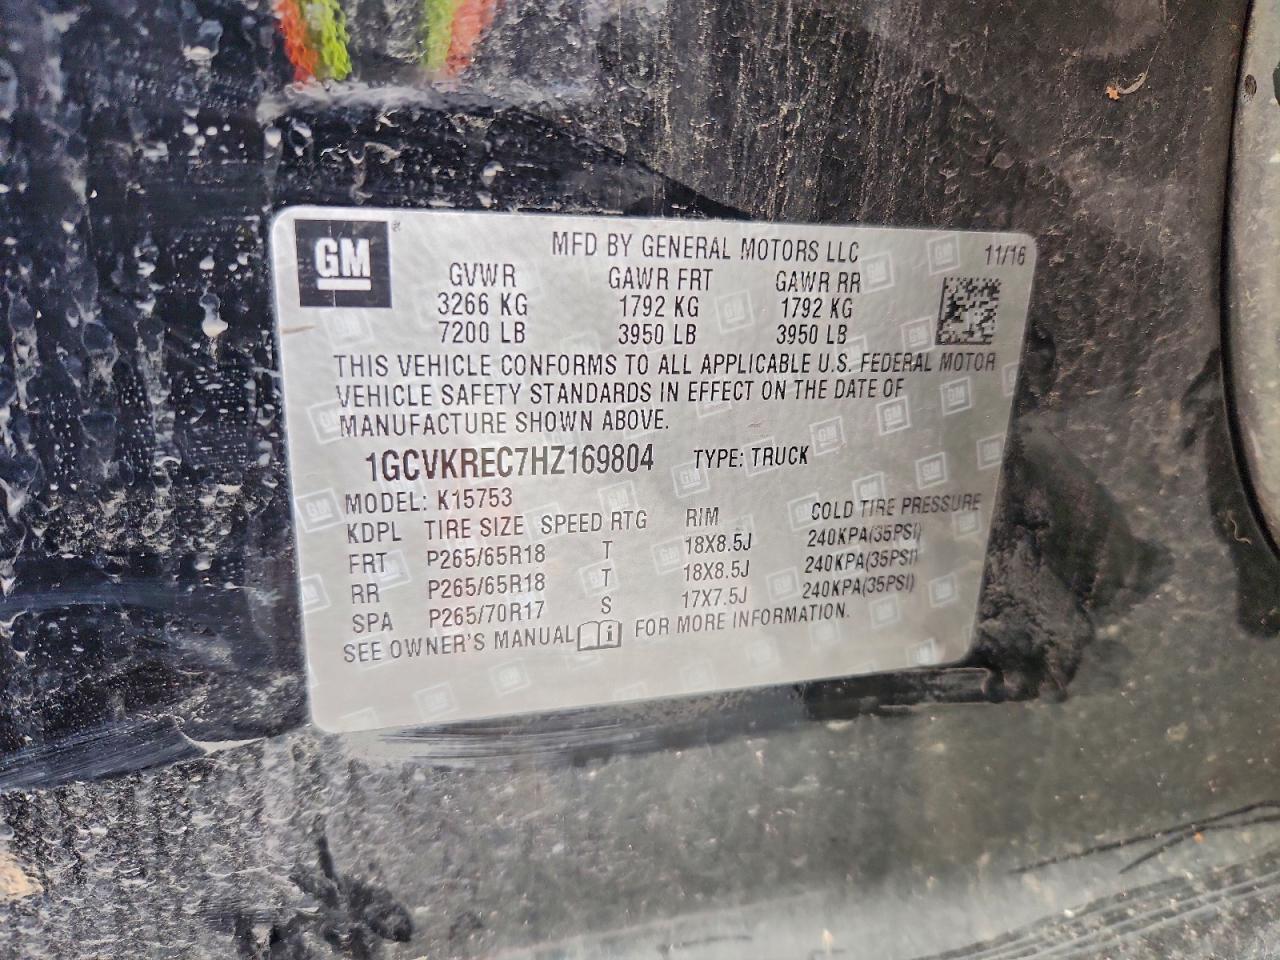 GM
MFD BY GENERAL MOTORS LLC 11/16
GVWR GAWR FRT GAWR RR
3266 KG 1792 KG 1792 KG
7200 LB 3950 LB 3950 LB
THIS VEHICLE CONFORMS TO ALL APPLICABLE U.S. FEDERAL MOTOR
VEHICLE SAFETY STANDARDS IN EFFECT ON THE DATE OF
MANUFACTURE SHOWN ABOVE.
1GCVKREC7HZ169804 TYPE: TRUCK
MODEL: K15753
KDPL TIRE SIZE SPEED RTG RIM COLD TIRE PRESSURE
FRT P265/65R18 T 18X8.5J 240KPA(35PSI)
RR P265/65R18 T 18X8.5J 240KPA(35PSI)
SPA P265/70R17 S 17X7.5J 240KPA(35PSI)
SEE OWNER'S MANUAL i FOR MORE INFORMATION.